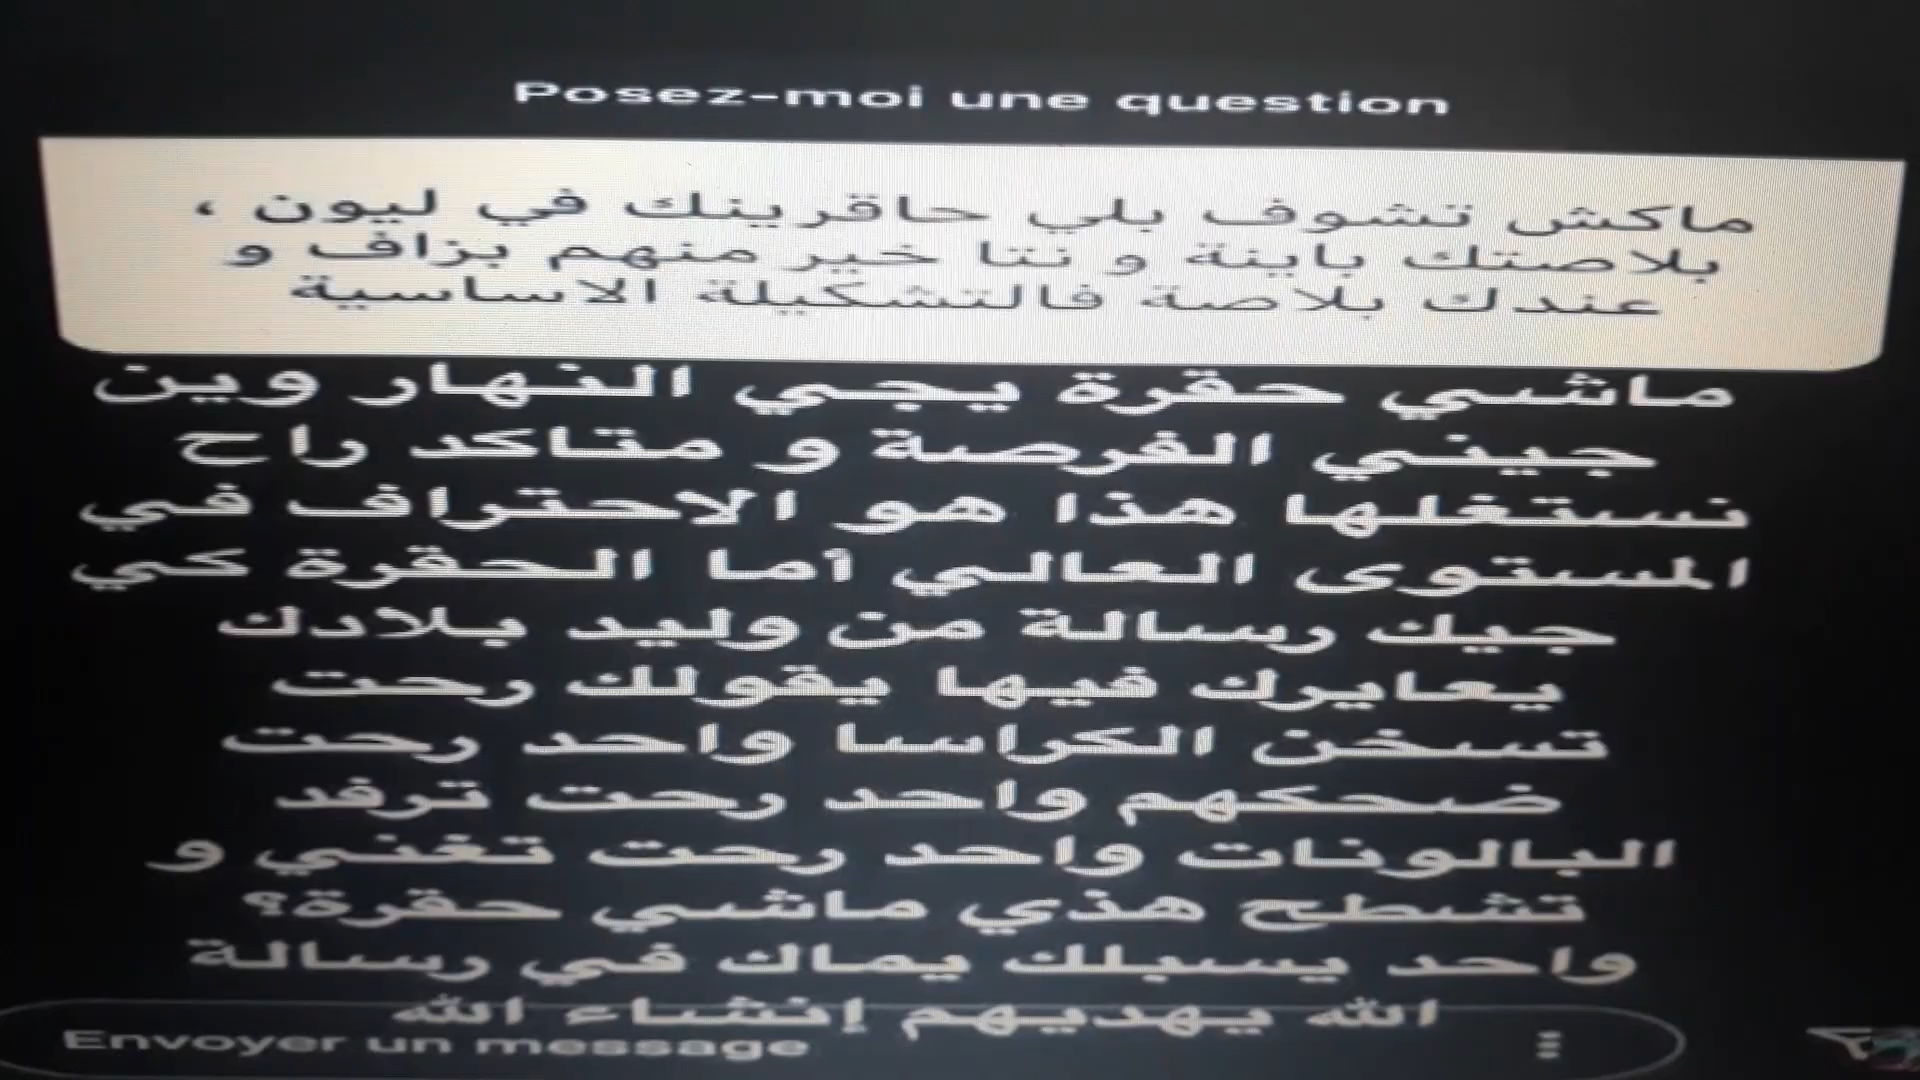 Posez-moi une question
ماكش تشوف بلي حاقرينك في ليون ،
بلاصتك باينة و نتا خير منهم بزاف و
عندك بلاصة فالتشكيلة الاساسية
ماشي حقرة يجي النهار وين
جيني الفرصة و متاكد راح
نستغلها هذا هو الاحتراف في
المستوى العالي أما الحقرة كي
جيك رسالة من وليد بلادك
يعايرك فيها يقولك رحت
تسخن الكراسا واحد رحت
ضحكهم واحد رحت ترفد
البالونات واحد رحت تغني و
تشطح هذي ماشي حقرة؟
واحد يسبلك يماك في رسالة
الله يهديهم إنشاء الله
Envoyer un message